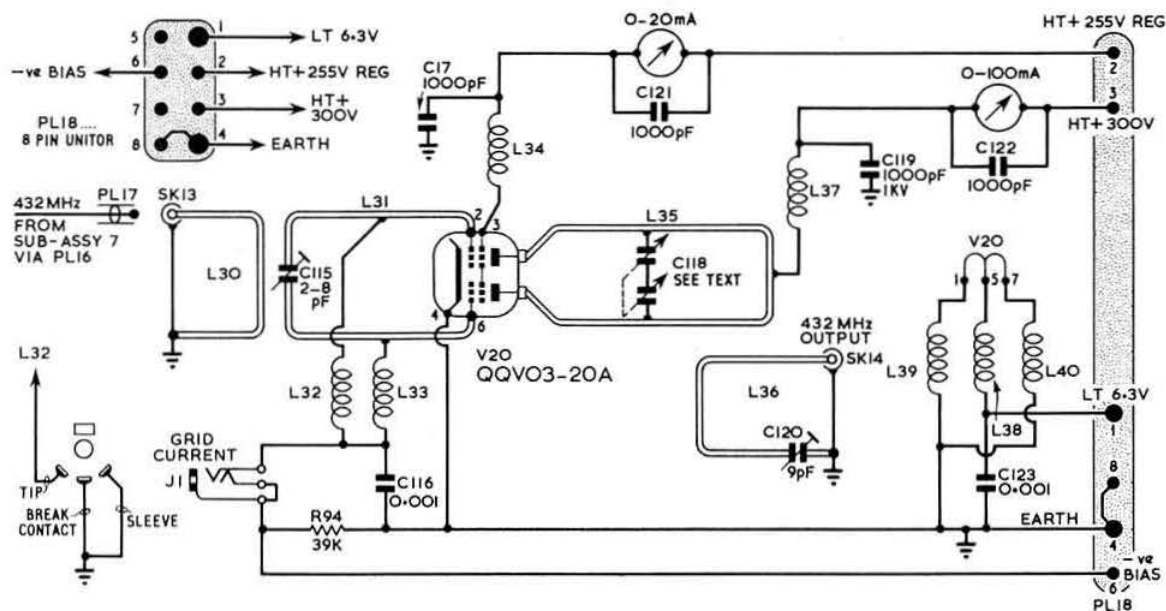 1
5
LT 6.3V
6
2
-ve BIAS
HT+255V REG
7
3
HT+
300V
PL18....
8 PIN UNITOR
8
4
EARTH
C17
1000pF
0-20mA
C121
1000pF
HT+255V REG
2
0-100mA
3
HT+300V
C122
1000pF
L34
L37
C119
1000pF
1KV
432MHz
FROM
SUB-ASSY 7
VIA PL16
PL17
SK13
L30
L31
C115
2-8
pF
2
3
4
6
V20
QQV03-20A
L35
C118
SEE TEXT
V20
1
5
7
432 MHz
OUTPUT
SK14
L36
C120
9pF
L39
L40
L38
LT 6.3V
1
L32
L32
L33
TIP
BREAK
CONTACT
SLEEVE
GRID
CURRENT
J1
C116
0.001
R94
39K
C123
0.001
8
EARTH
4
-ve
BIAS
6
PL18